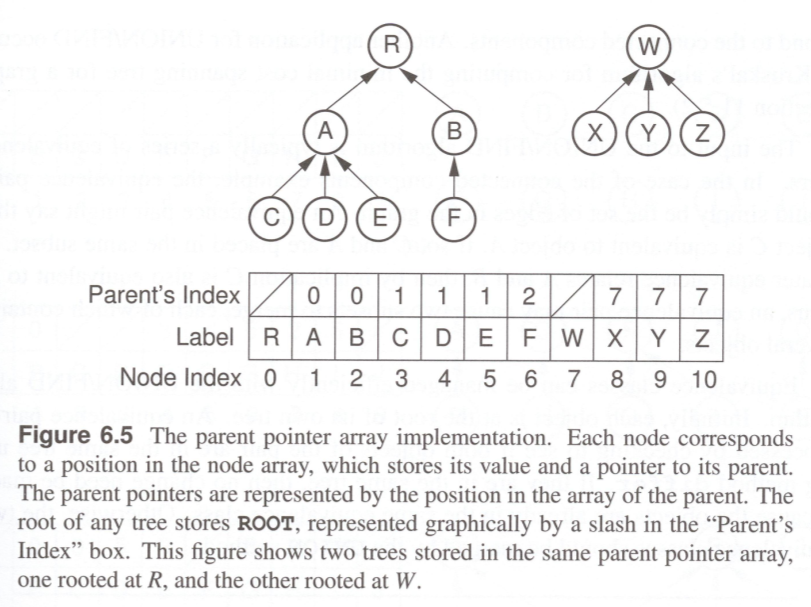 R
W
A
B
X Y Z
C D E F
Parent's Index 0 0 1 1 1 2 7 7 7
Label R A B C D E F W X Y Z
Node Index 0 1 2 3 4 5 6 7 8 9 10
Figure 6.5 The parent pointer array implementation. Each node corresponds
to a position in the node array, which stores its value and a pointer to its parent.
The parent pointers are represented by the position in the array of the parent. The
root of any tree stores ROOT, represented graphically by a slash in the “Parent's
Index” box. This figure shows two trees stored in the same parent pointer array,
one rooted at R, and the other rooted at W.